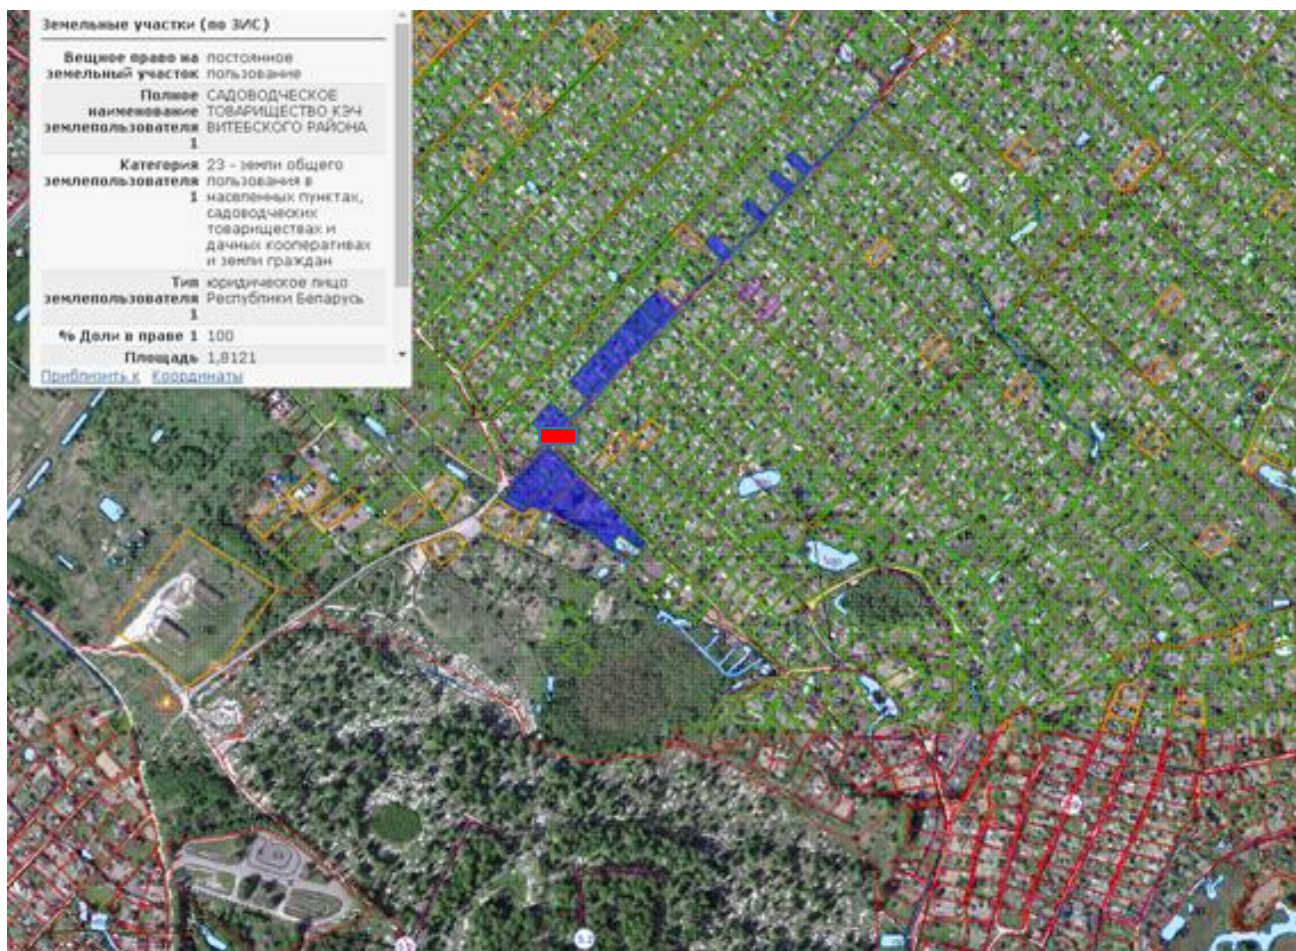 Земельные участки (по ЗИС)
Вещное право на постоянное
земельный участок пользование
Полное САДОВОДЧЕСКОЕ
наименование ТОВАРИЩЕСТВО КЭЧ
землепользователя ВИТЕБСКОГО РАЙОНА
1
Категория 23 - земли общего
землепользователя пользования в
1 населенных пунктах,
садоводческих
товариществах и
дачных кооперативах
и земли граждан
Тип юридическое лицо
землепользователя Республики Беларусь
1
% Доли в праве 1 100
Площадь 1,8121
Приблизить к Координаты